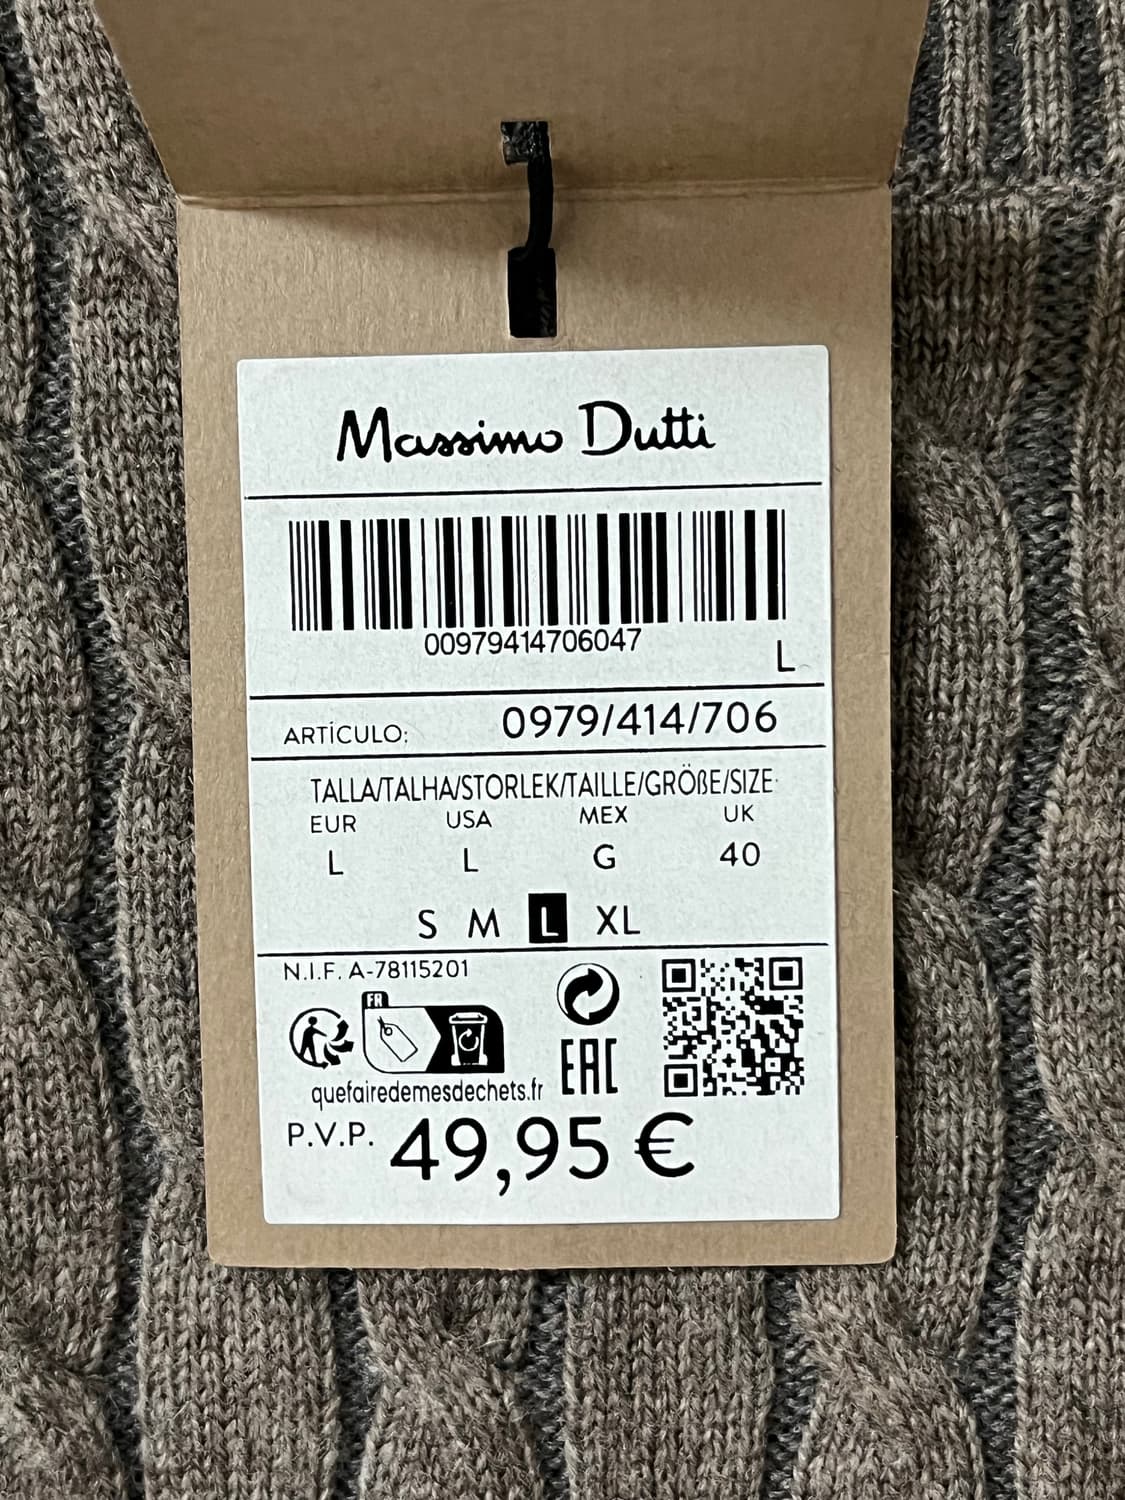 Massimo Dutti
00979414706047
L
ARTÍCULO: 0979/414/706
TALLA/TALHA/STORLEK/TAILLE/GRÖßE/SIZE
EUR USA MEX UK
L L G 40
S M L XL
N.I.F. A-78115201
FR
quefairedemesdechets.fr
EAC
P.V.P. 49,95 €